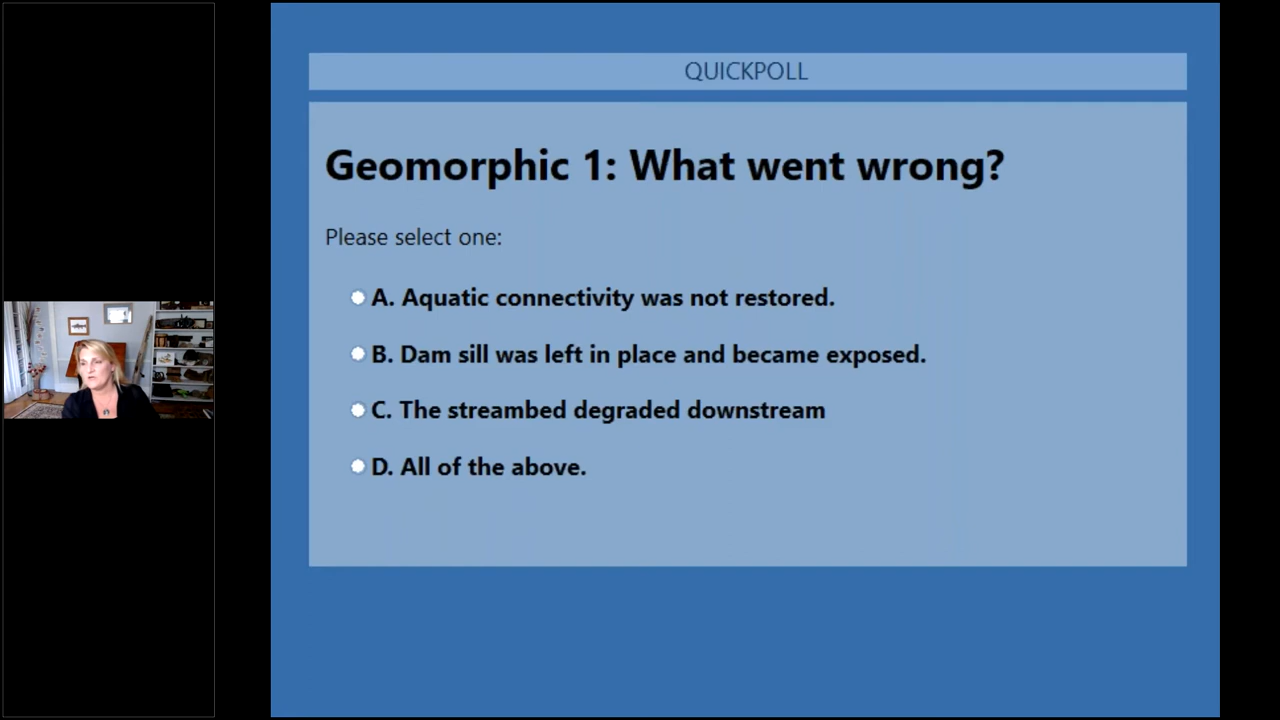 QUICKPOLL
Geomorphic 1: What went wrong?
Please select one:
A. Aquatic connectivity was not restored.
B. Dam sill was left in place and became exposed.
C. The streambed degraded downstream
D. All of the above.